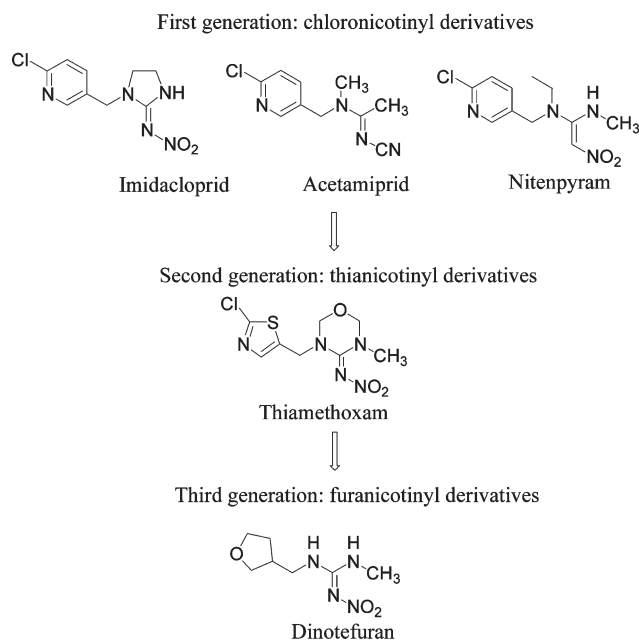 First generation: chloronicotinyl derivatives
Cl N N NH N NO2
Cl N N CH3 CH3 N CN
Cl N N H N CH3 NO2
Imidacloprid Acetamiprid Nitenpyram
Second generation: thianicotinyl derivatives
Cl S N O N N CH3 N NO2
Thiamethoxam
Third generation: furanicotinyl derivatives
O H N H N CH3 N NO2
Dinotefuran